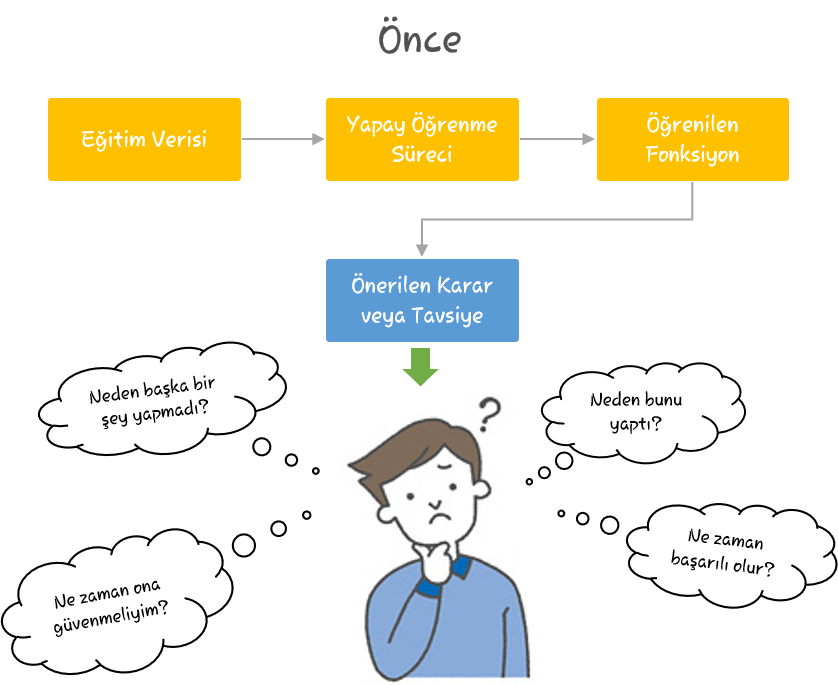 Önce
Eğitim Verisi
Yapay Öğrenme
Süreci
Öğrenilen
Fonksiyon
Önerilen Karar
veya Tavsiye
Neden başka bir
şey yapmadı?
Neden bunu
yaptı?
?
Ne zaman ona
güvenmeliyim?
Ne zaman
başarılı olur?